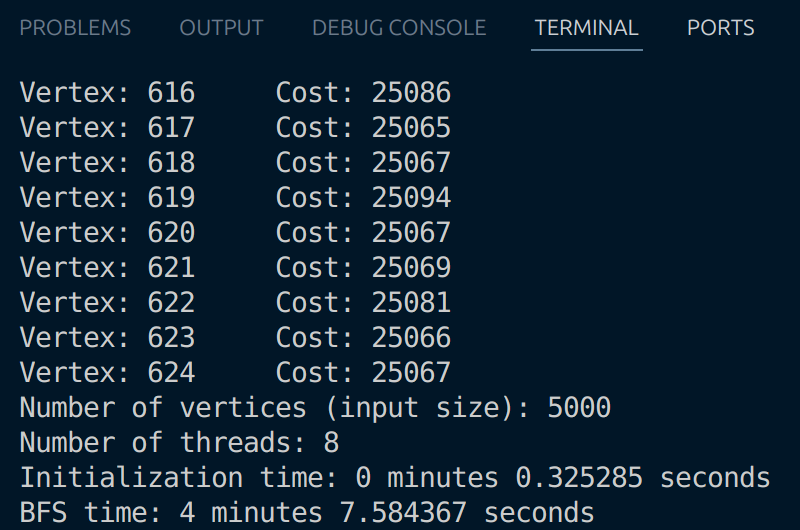 PROBLEMS OUTPUT DEBUG CONSOLE TERMINAL PORTS
Vertex: 616 Cost: 25086
Vertex: 617 Cost: 25065
Vertex: 618 Cost: 25067
Vertex: 619 Cost: 25094
Vertex: 620 Cost: 25067
Vertex: 621 Cost: 25069
Vertex: 622 Cost: 25081
Vertex: 623 Cost: 25066
Vertex: 624 Cost: 25067
Number of vertices (input size): 5000
Number of threads: 8
Initialization time: 0 minutes 0.325285 seconds
BFS time: 4 minutes 7.584367 seconds